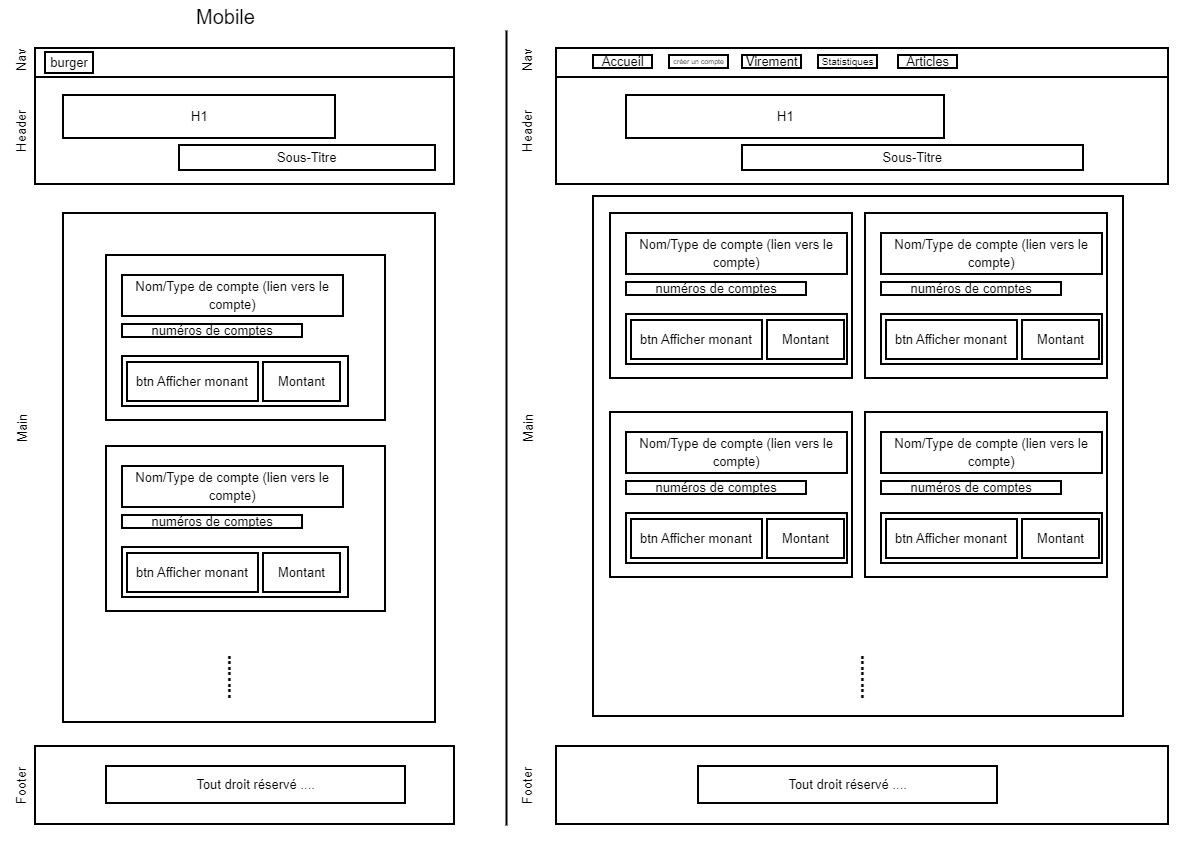 Mobile
Nav
burger
Header
H1
Sous-Titre
Main
Nom/Type de compte (lien vers le
compte)
numéros de comptes
btn Afficher monant
Montant
Nom/Type de compte (lien vers le
compte)
numéros de comptes
btn Afficher monant
Montant
Footer
Tout droit réservé ....
Nav
Accueil
créer un compte
Virement
Statistiques
Articles
Header
H1
Sous-Titre
Main
Nom/Type de compte (lien vers le
compte)
numéros de comptes
btn Afficher monant
Montant
Nom/Type de compte (lien vers le
compte)
numéros de comptes
btn Afficher monant
Montant
Nom/Type de compte (lien vers le
compte)
numéros de comptes
btn Afficher monant
Montant
Nom/Type de compte (lien vers le
compte)
numéros de comptes
btn Afficher monant
Montant
Footer
Tout droit réservé ....